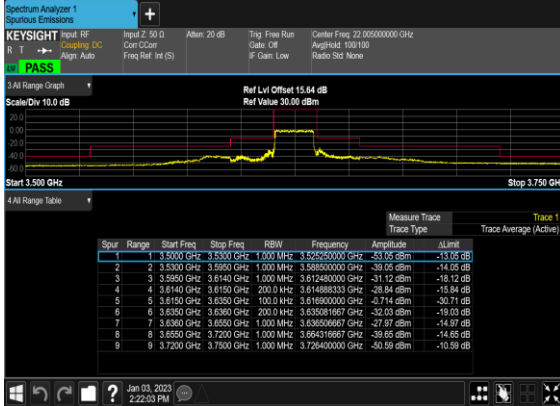 Spectrum Analyzer 1
Spurious Emissions
+
KEYSIGHT Input: RF Input Z: 50 Ω Atten: 20 dB Trig: Free Run Center Freq: 22.005000000 GHz
R T Coupling: DC Corr CCorr Gate: Off Avg|Hold: 100/100
Align: Auto Freq Ref: Int (S) IF Gain: Low Radio Std: None
LXI PASS
3 All Range Graph
Ref Lvl Offset 15.64 dB
Scale/Div 10.0 dB Ref Value 30.00 dBm
20.0
0.00
-20.0
-40.0
-60.0
Start 3.500 GHz Stop 3.750 GH
4 All Range Table
Measure Trace Trace 1
Trace Type Trace Average (Active)
Spur Range Start Freq Stop Freq RBW Frequency Amplitude ΔLimit
1 1 3.5000 GHz 3.5300 GHz 1.000 MHz 3.525250000 GHz -53.05 dBm -13.05 dB
2 2 3.5300 GHz 3.5950 GHz 1.000 MHz 3.588500000 GHz -39.05 dBm -14.05 dB
3 3 3.5950 GHz 3.6140 GHz 1.000 MHz 3.612480000 GHz -31.12 dBm -18.12 dB
4 4 3.6140 GHz 3.6150 GHz 200.0 kHz 3.614888333 GHz -28.84 dBm -15.84 dB
5 5 3.6150 GHz 3.6350 GHz 100.0 kHz 3.616900000 GHz -0.714 dBm -30.71 dB
6 6 3.6350 GHz 3.6360 GHz 200.0 kHz 3.635081667 GHz -32.03 dBm -19.03 dB
7 7 3.6360 GHz 3.6550 GHz 1.000 MHz 3.636506667 GHz -27.97 dBm -14.97 dB
8 8 3.6550 GHz 3.7200 GHz 1.000 MHz 3.664316667 GHz -39.65 dBm -14.65 dB
9 9 3.7200 GHz 3.7500 GHz 1.000 MHz 3.726400000 GHz -50.59 dBm -10.59 dB
? Jan 03, 2023
2:22:03 PM